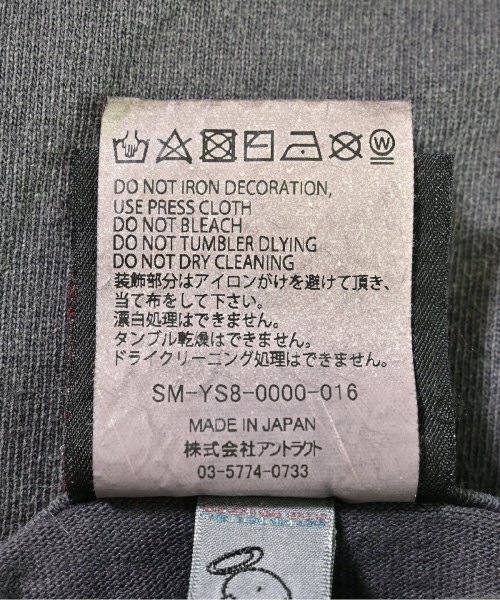 W
DO NOT IRON DECORATION,
USE PRESS CLOTH
DO NOT BLEACH
DO NOT TUMBLER DLYING
DO NOT DRY CLEANING
装飾部分はアイロンがけを避けて頂き、
当て布をして下さい。
漂白処理はできません。
タンブル乾燥はできません。
ドライクリーニング処理はできません。
SM-YS8-0000-016
MADE IN JAPAN
株式会社アントラクト
03-5774-0733